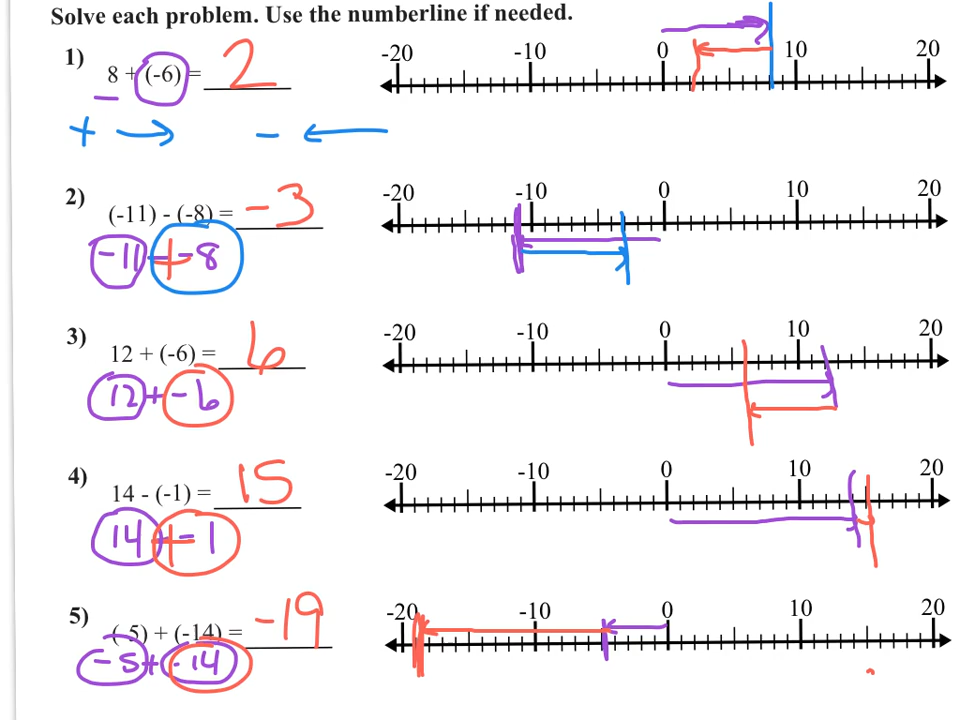 Solve each problem. Use the numberline if needed.
1) 8 + (-6) = 2
-20 -10 0 10 20
+ → - ←
2) (-11) - (-8) = -3
-20 -10 0 10 20
-11 + -8
3) 12 + (-6) = 6
-20 -10 0 10 20
12 + -6
4) 14 - (-1) = 15
-20 -10 0 10 20
14 + - 1
5) ( 5) + (-14) = -19
-20 -10 0 10 20
-5 + -14